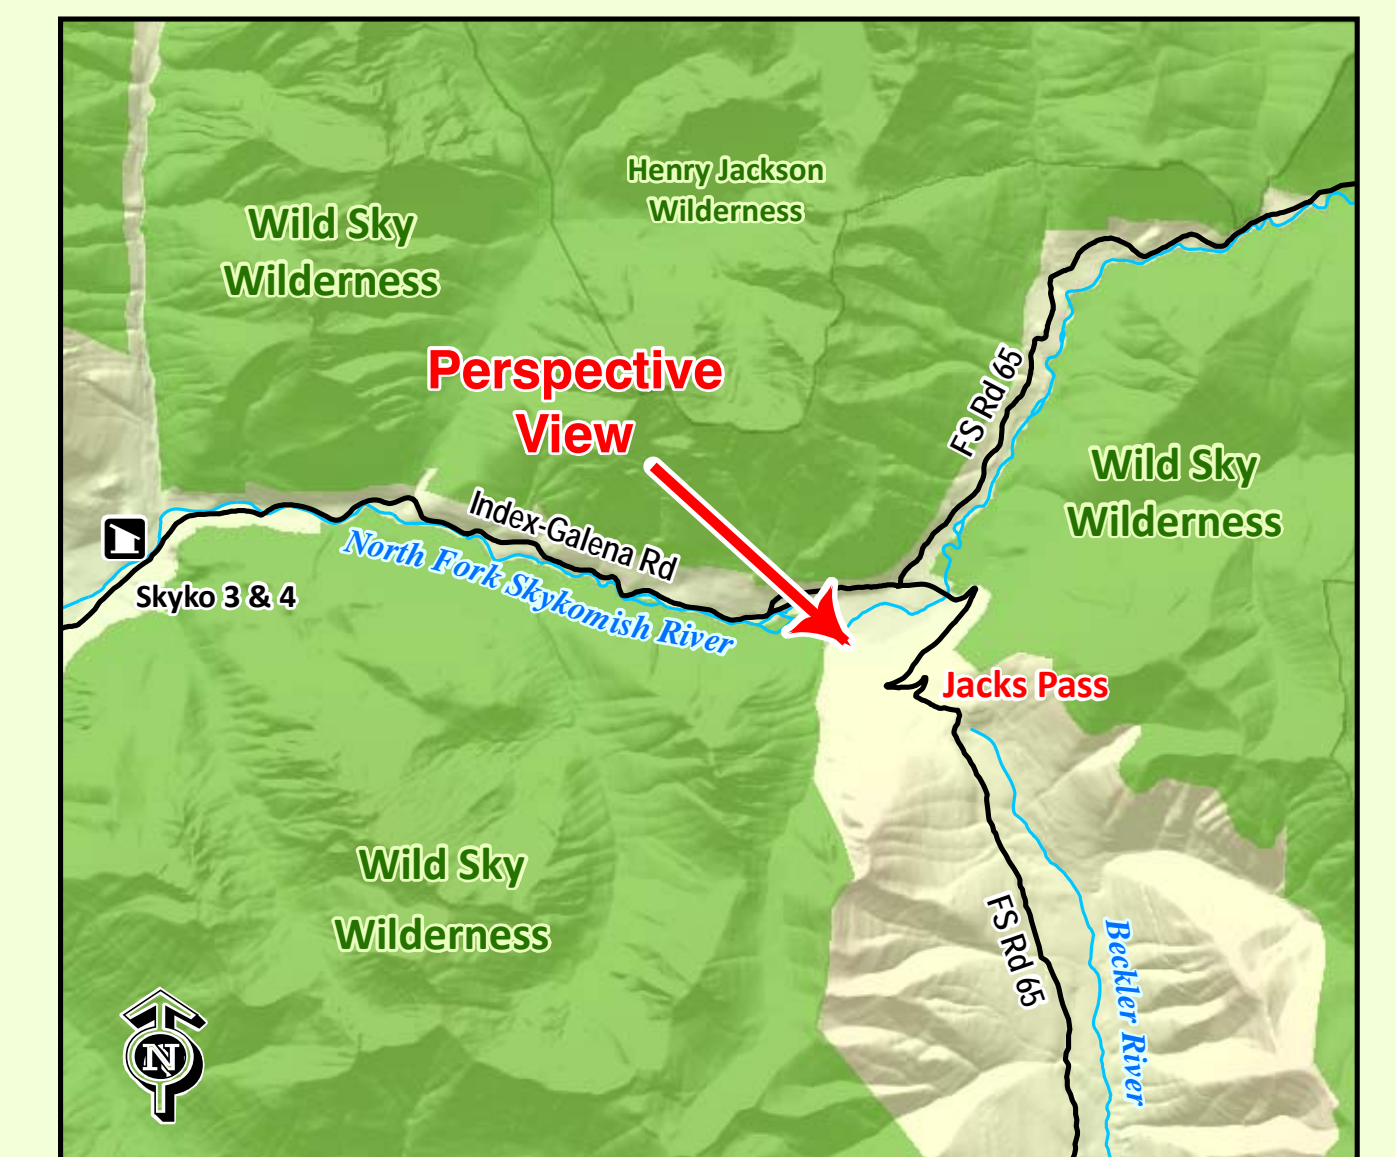 Henry Jackson
Wilderness
Wild Sky
Wilderness
Perspective
View
FS Rd 65
Wild Sky
Wilderness
Index-Galena Rd
North Fork Skykomish River
Skyko 3 & 4
Jacks Pass
Wild Sky
Wilderness
FS Rd 65
Beckler River
N